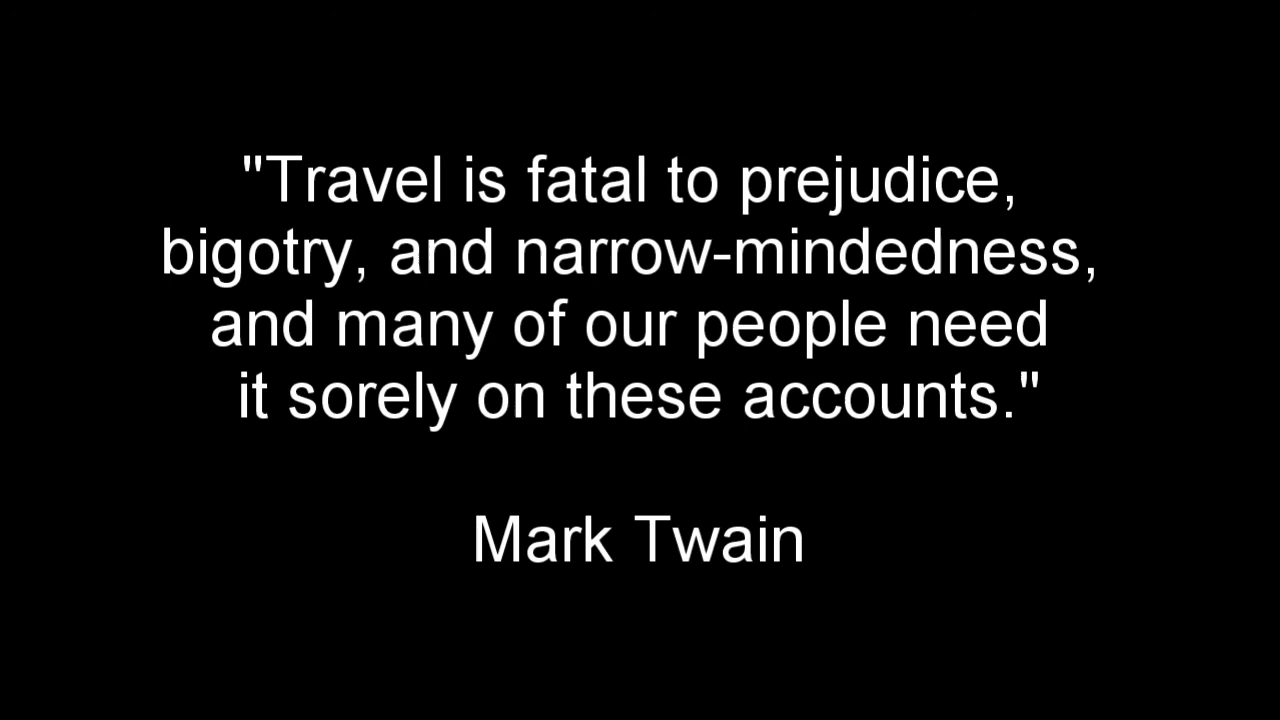 "Travel is fatal to prejudice,
bigotry, and narrow-mindedness,
and many of our people need
it sorely on these accounts."
Mark Twain